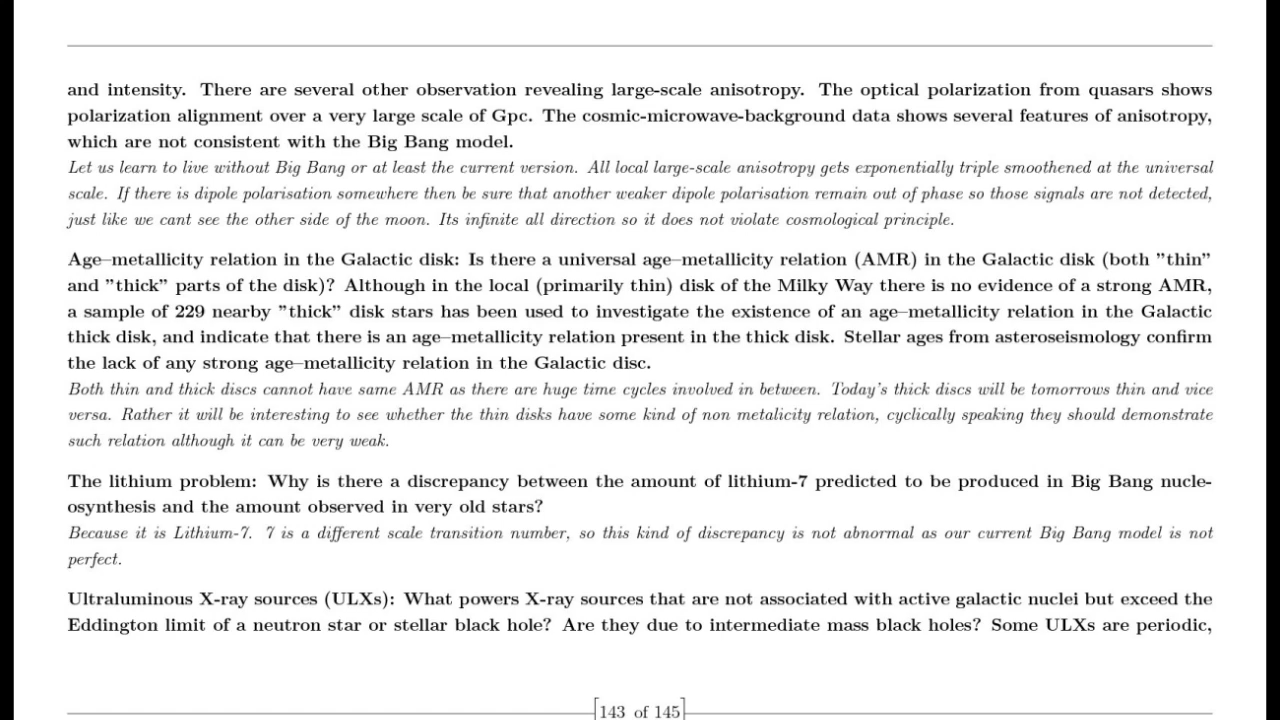 and intensity. There are several other observation revealing large-scale anisotropy. The optical polarization from quasars shows
polarization alignment over a very large scale of Gpc. The cosmic-microwave-background data shows several features of anisotropy,
which are not consistent with the Big Bang model.
Let us learn to live without Big Bang or at least the current version. All local large-scale anisotropy gets exponentially triple smoothened at the universal
scale. If there is dipole polarisation somewhere then be sure that another weaker dipole polarisation remain out of phase so those signals are not detected,
just like we cant see the other side of the moon. Its infinite all direction so it does not violate cosmological principle.
Age–metallicity relation in the Galactic disk: Is there a universal age–metallicity relation (AMR) in the Galactic disk (both ”thin”
and ”thick” parts of the disk)? Although in the local (primarily thin) disk of the Milky Way there is no evidence of a strong AMR,
a sample of 229 nearby ”thick” disk stars has been used to investigate the existence of an age–metallicity relation in the Galactic
thick disk, and indicate that there is an age–metallicity relation present in the thick disk. Stellar ages from asteroseismology confirm
the lack of any strong age–metallicity relation in the Galactic disc.
Both thin and thick discs cannot have same AMR as there are huge time cycles involved in between. Today's thick discs will be tomorrows thin and vice
versa. Rather it will be interesting to see whether the thin disks have some kind of non metalicity relation, cyclically speaking they should demonstrate
such relation although it can be very weak.
The lithium problem: Why is there a discrepancy between the amount of lithium-7 predicted to be produced in Big Bang nucle-
osynthesis and the amount observed in very old stars?
Because it is Lithium-7. 7 is a different scale transition number, so this kind of discrepancy is not abnormal as our current Big Bang model is not
perfect.
Ultraluminous X-ray sources (ULXs): What powers X-ray sources that are not associated with active galactic nuclei but exceed the
Eddington limit of a neutron star or stellar black hole? Are they due to intermediate mass black holes? Some ULXs are periodic,
[143 of 145]